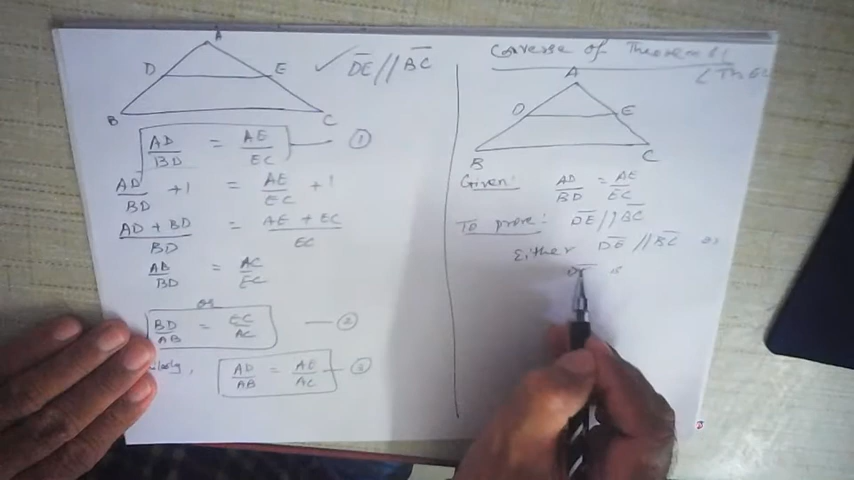 A
D E
B C
✓ DE // BC
AD/BD = AE/EC — ①
AD/BD + 1 = AE/EC + 1
AD + BD/BD = AE + EC/EC
AB/BD = AC/EC
or
BD/AB = EC/AC — ②
AD/AB = AE/AC — ③
Converse of Theorem 6.1
A
D E
B C
Given: AD/BD = AE/EC
To prove: DE // BC
Either DE // BC or